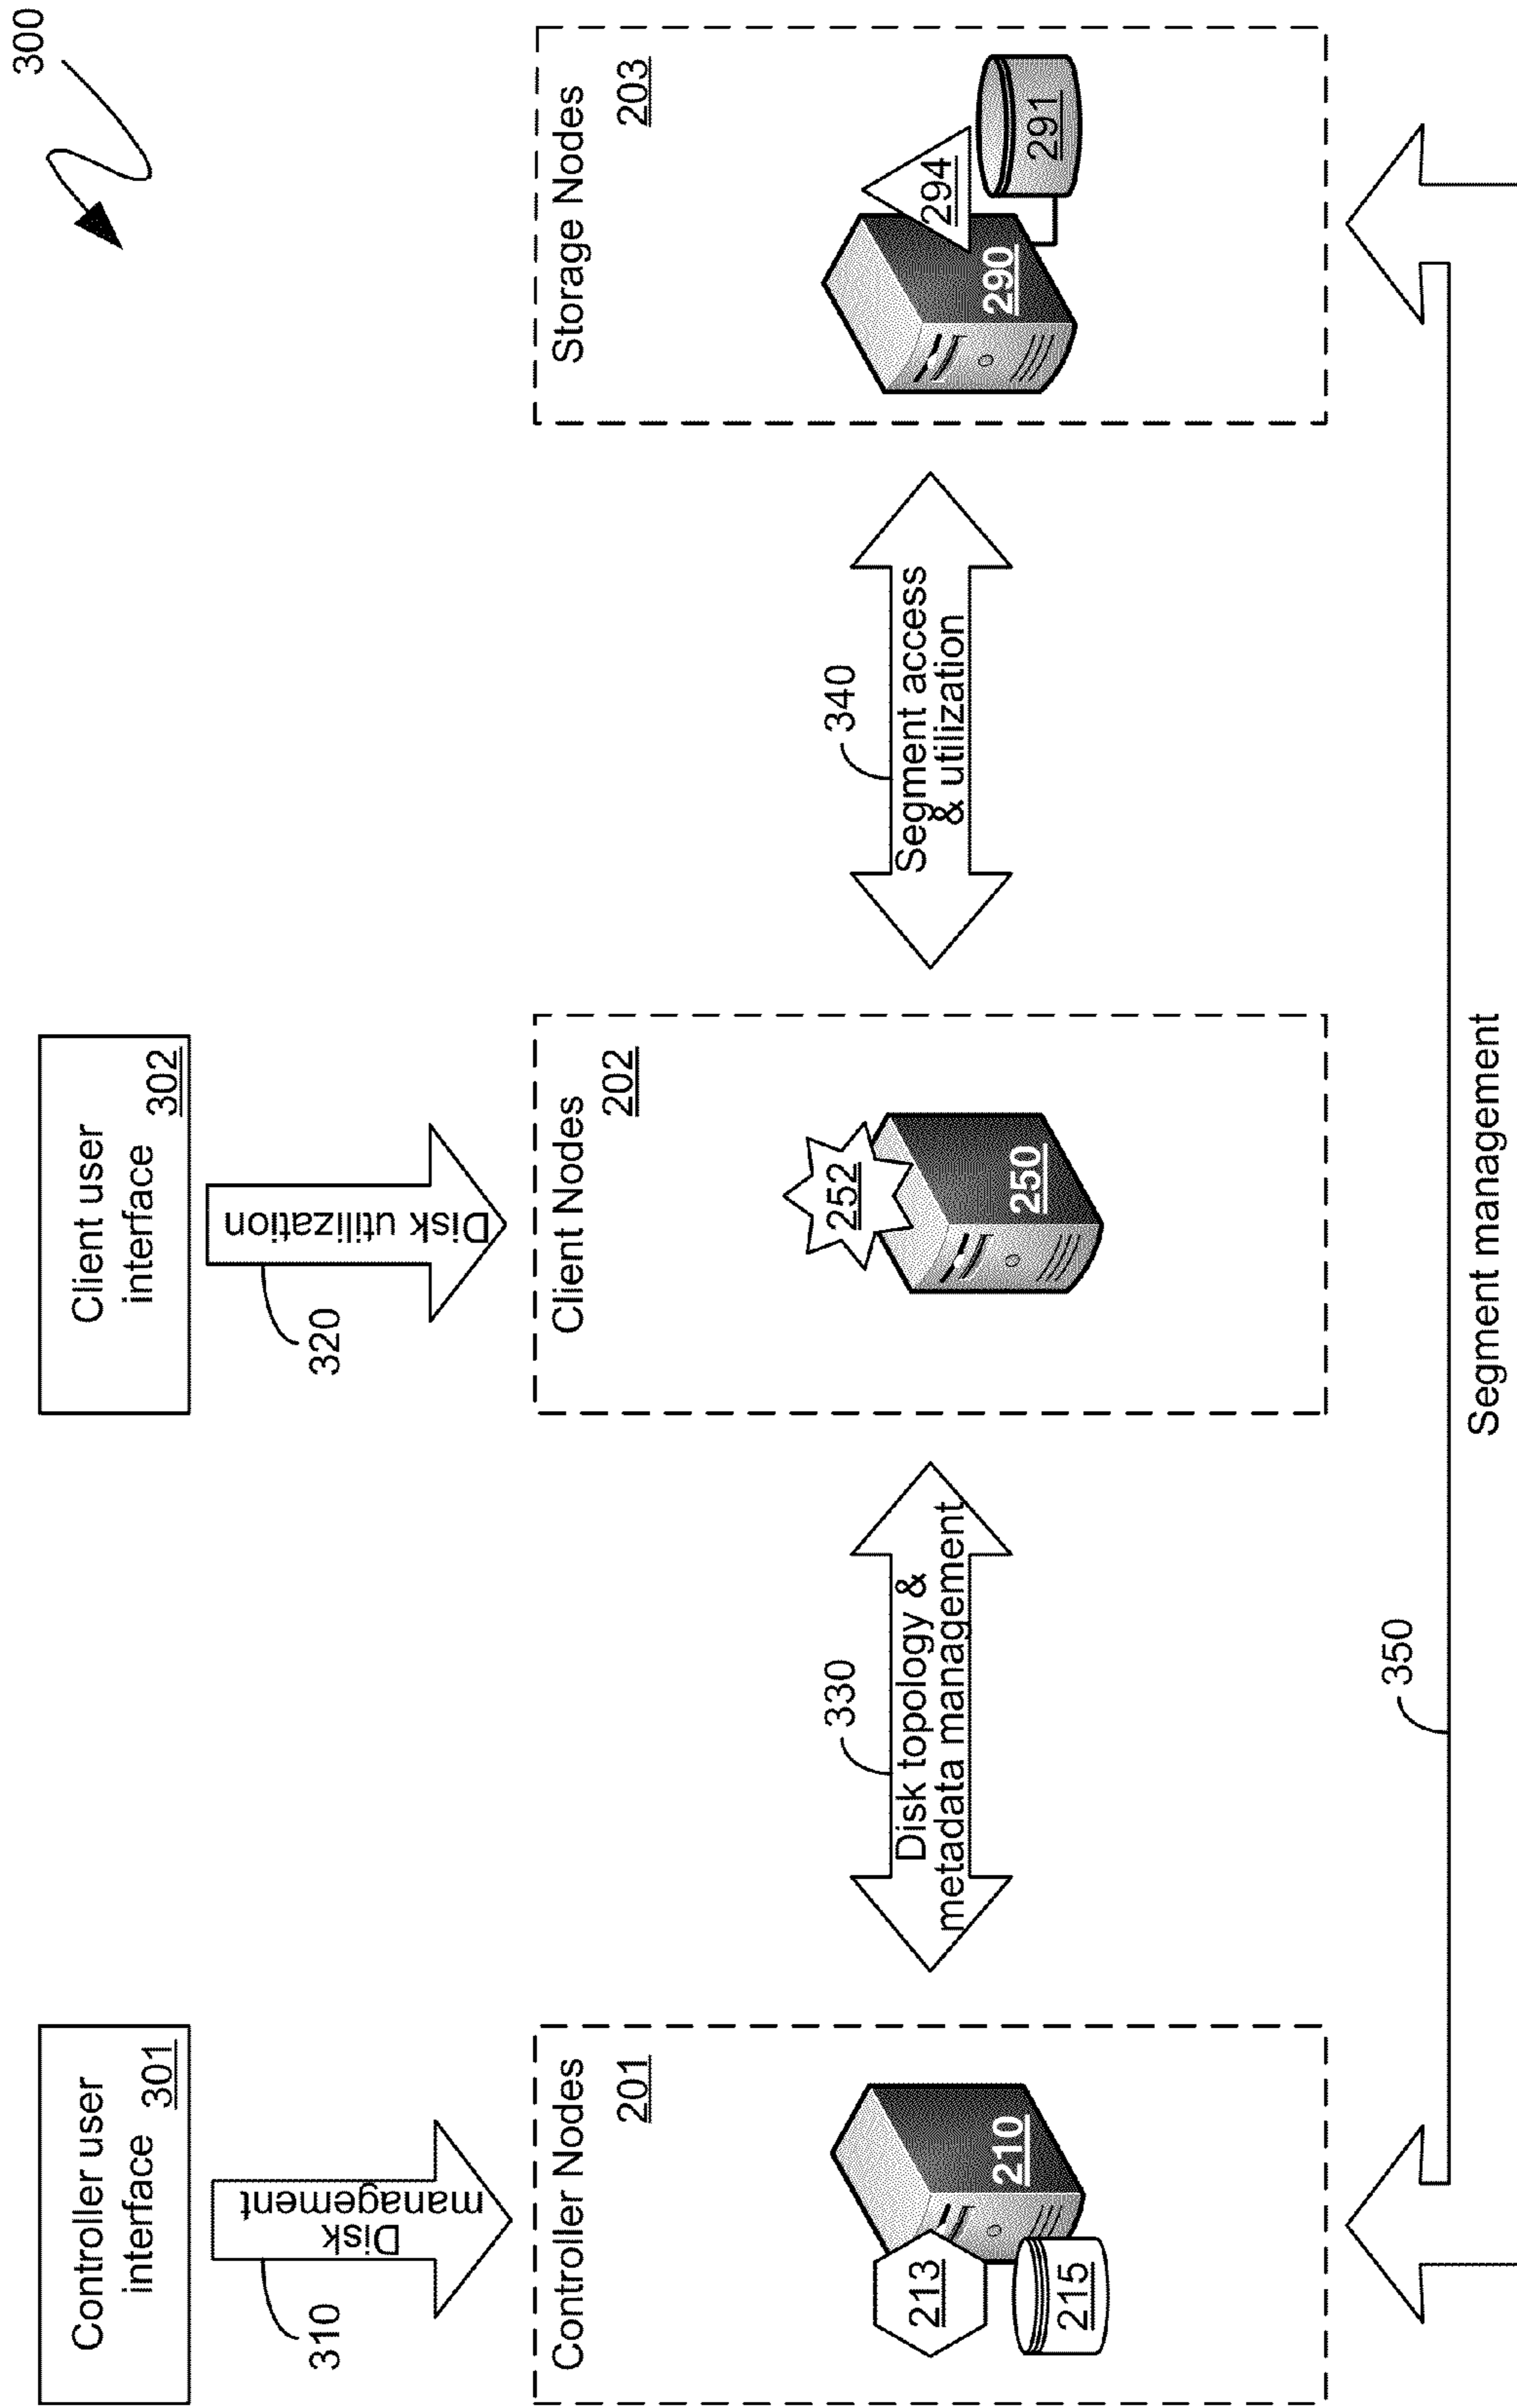 300
Controller user
interface
301
Client user
interface
302
310
Disk
management
320
Disk utilization
Controller Nodes
201
213
210
215
330
Disk topology &
metadata management
Client Nodes
202
252
250
340
Segment access
& utilization
Storage Nodes
203
294
290
291
350
Segment management